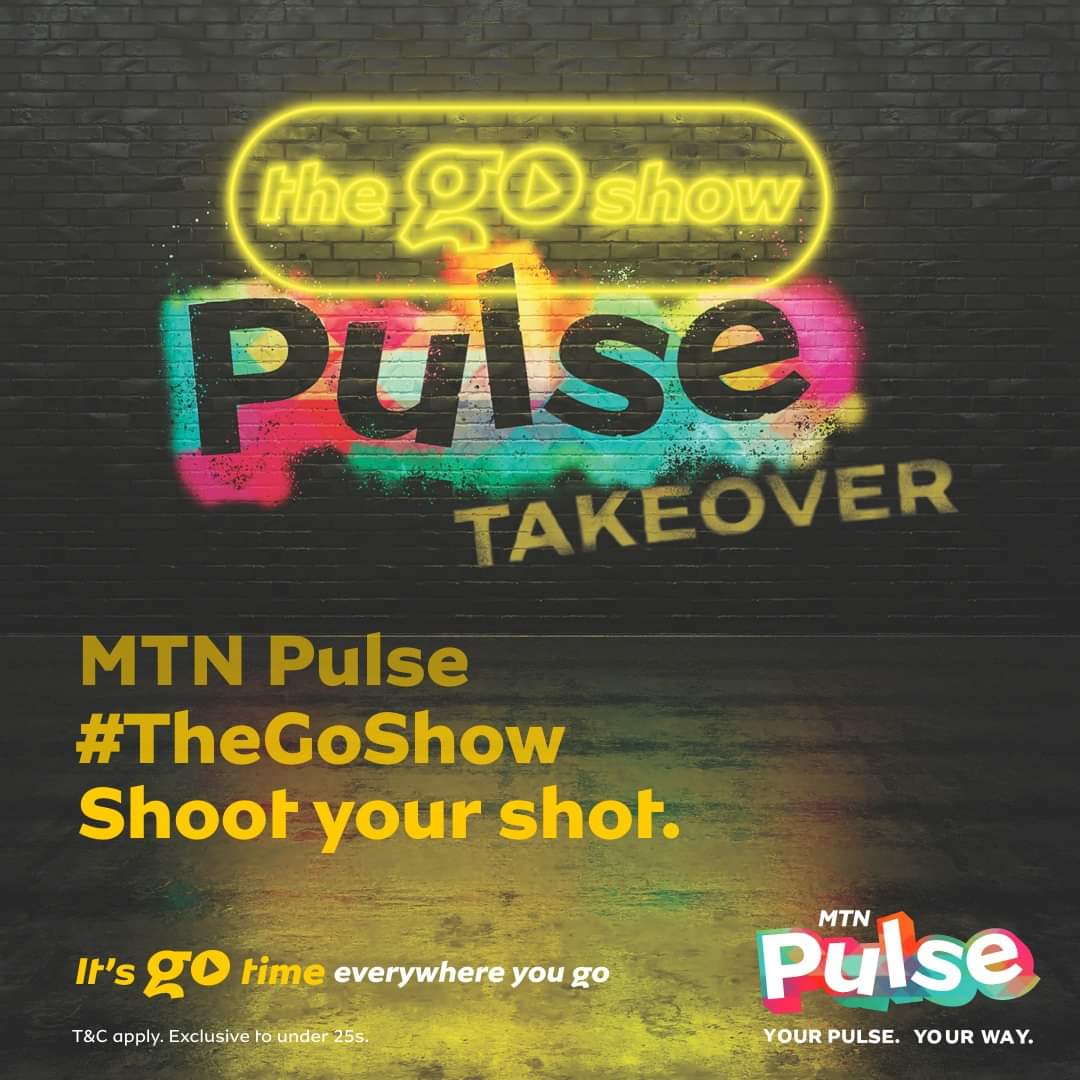 the go show
Pulse
TAKEOVER
MTN Pulse
#TheGoShow
Shoot your shot.
It's go time everywhere you go
T&C apply. Exclusive to under 25s.
MTN
Pulse
YOUR PULSE. YOUR WAY.